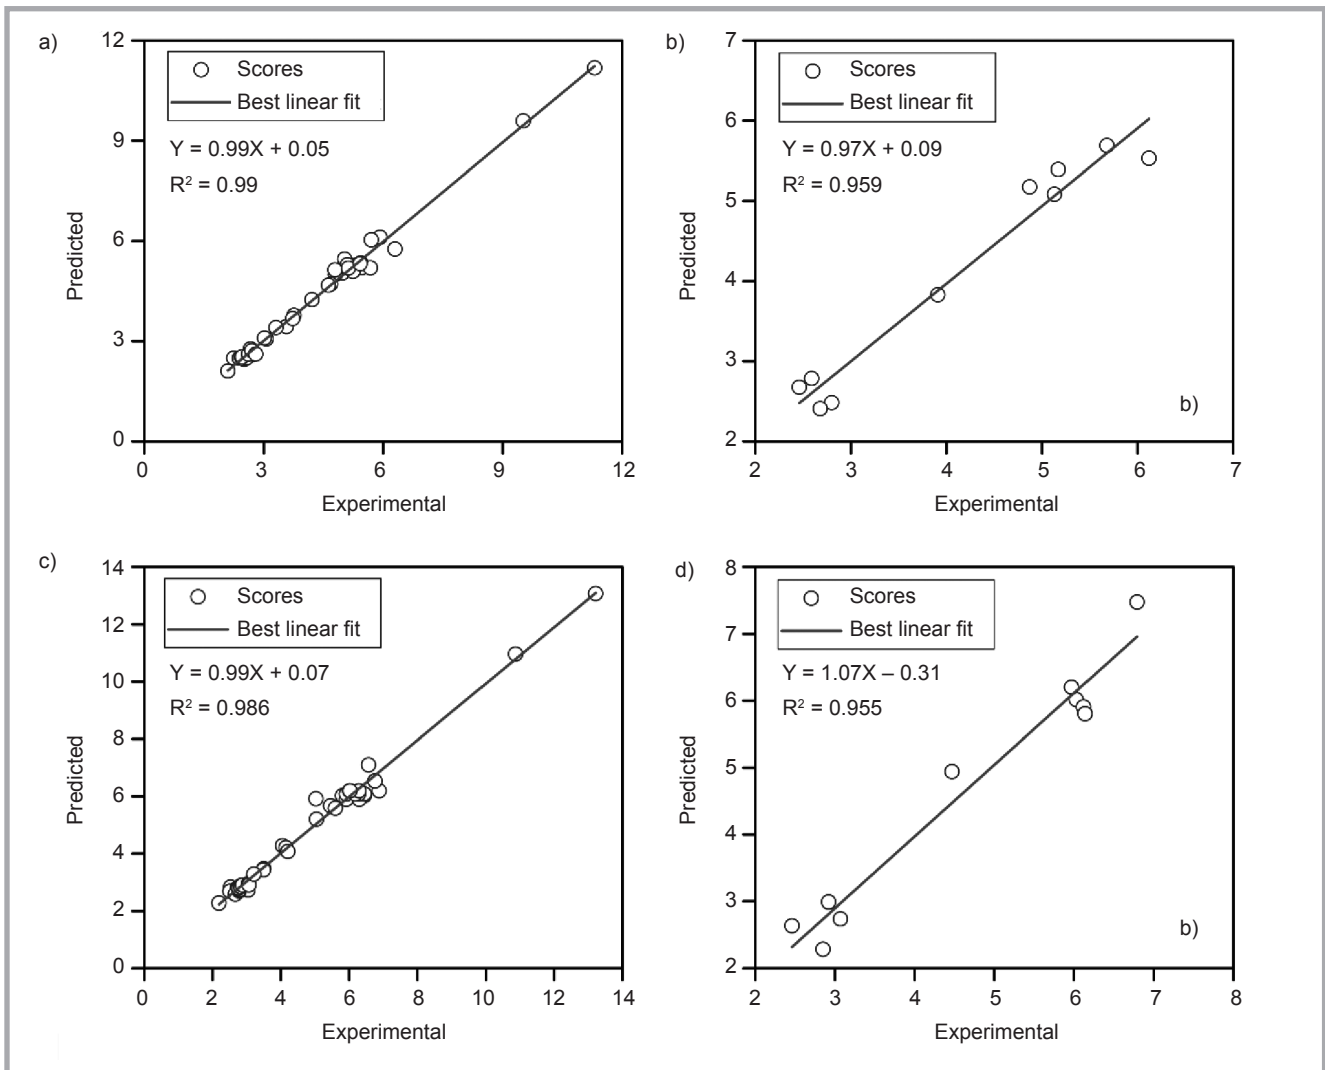 a)
12
9
6
3
0
0 3 6 9 12
Predicted
Experimental
Scores
Best linear fit
Y = 0.99X + 0.05
R² = 0.99
b)
7
6
5
4
3
2
2 3 4 5 6 7
Predicted
Experimental
Scores
Best linear fit
Y = 0.97X + 0.09
R² = 0.959
b)
c)
14
12
10
8
6
4
2
0
0 2 4 6 8 10 12 14
Predicted
Experimental
Scores
Best linear fit
Y = 0.99X + 0.07
R² = 0.986
d)
8
7
6
5
4
3
2
2 3 4 5 6 7 8
Predicted
Experimental
Scores
Best linear fit
Y = 1.07X – 0.31
R² = 0.955
b)